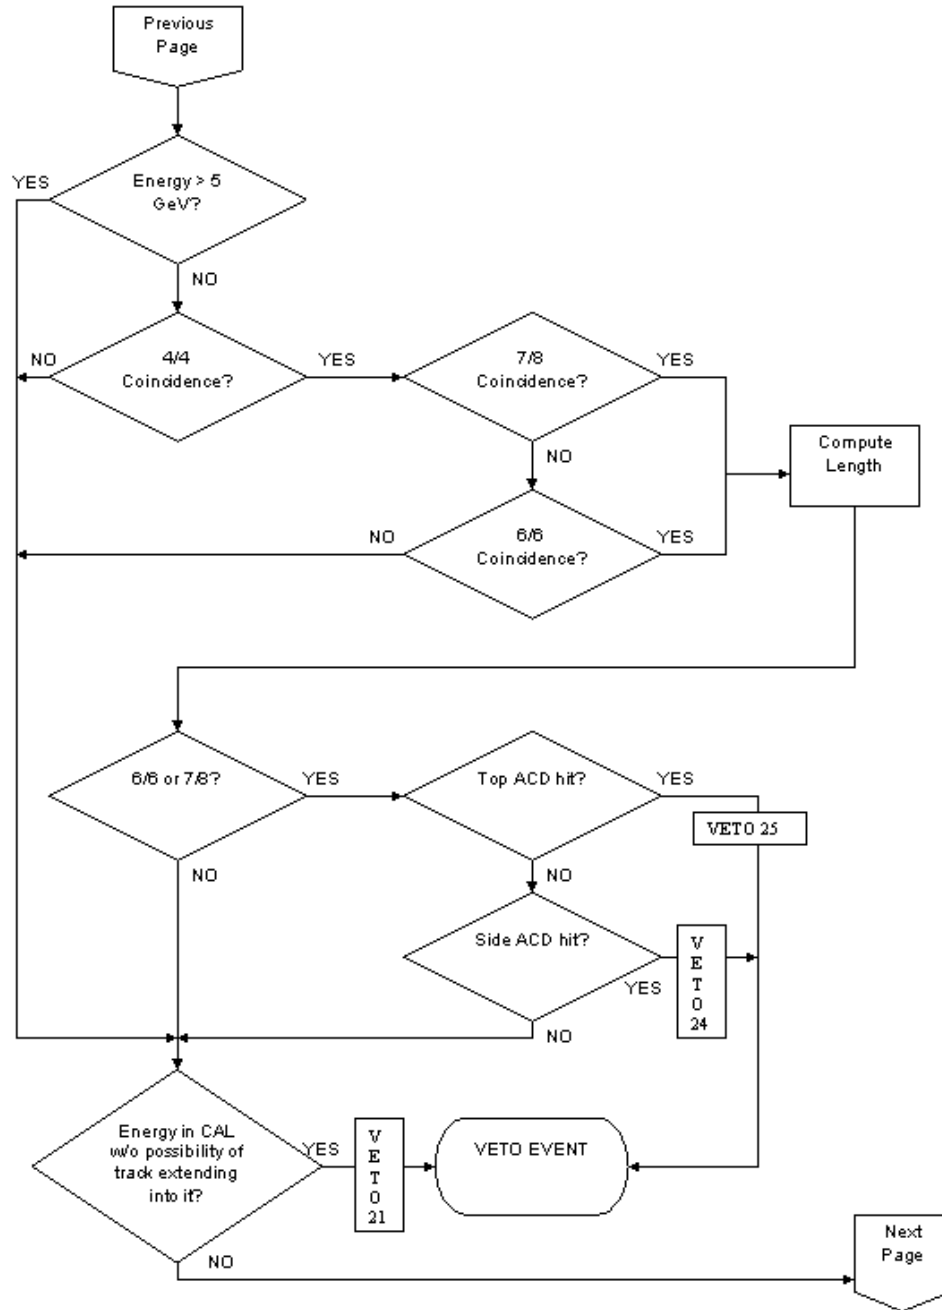 Previous
Page
YES
Energy > 5
GeV?
NO
NO
4/4
Coincidence?
YES
7/8
Coincidence?
YES
Compute
Length
NO
NO
6/6
Coincidence?
YES
6/6 or 7/8?
YES
Top ACD hit?
YES
VETO 25
NO
NO
Side ACD hit?
YES
V
E
T
O
24
NO
Energy in CAL
w/o possibility of
track extending
into it?
YES
V
E
T
O
21
VETO EVENT
NO
Next
Page